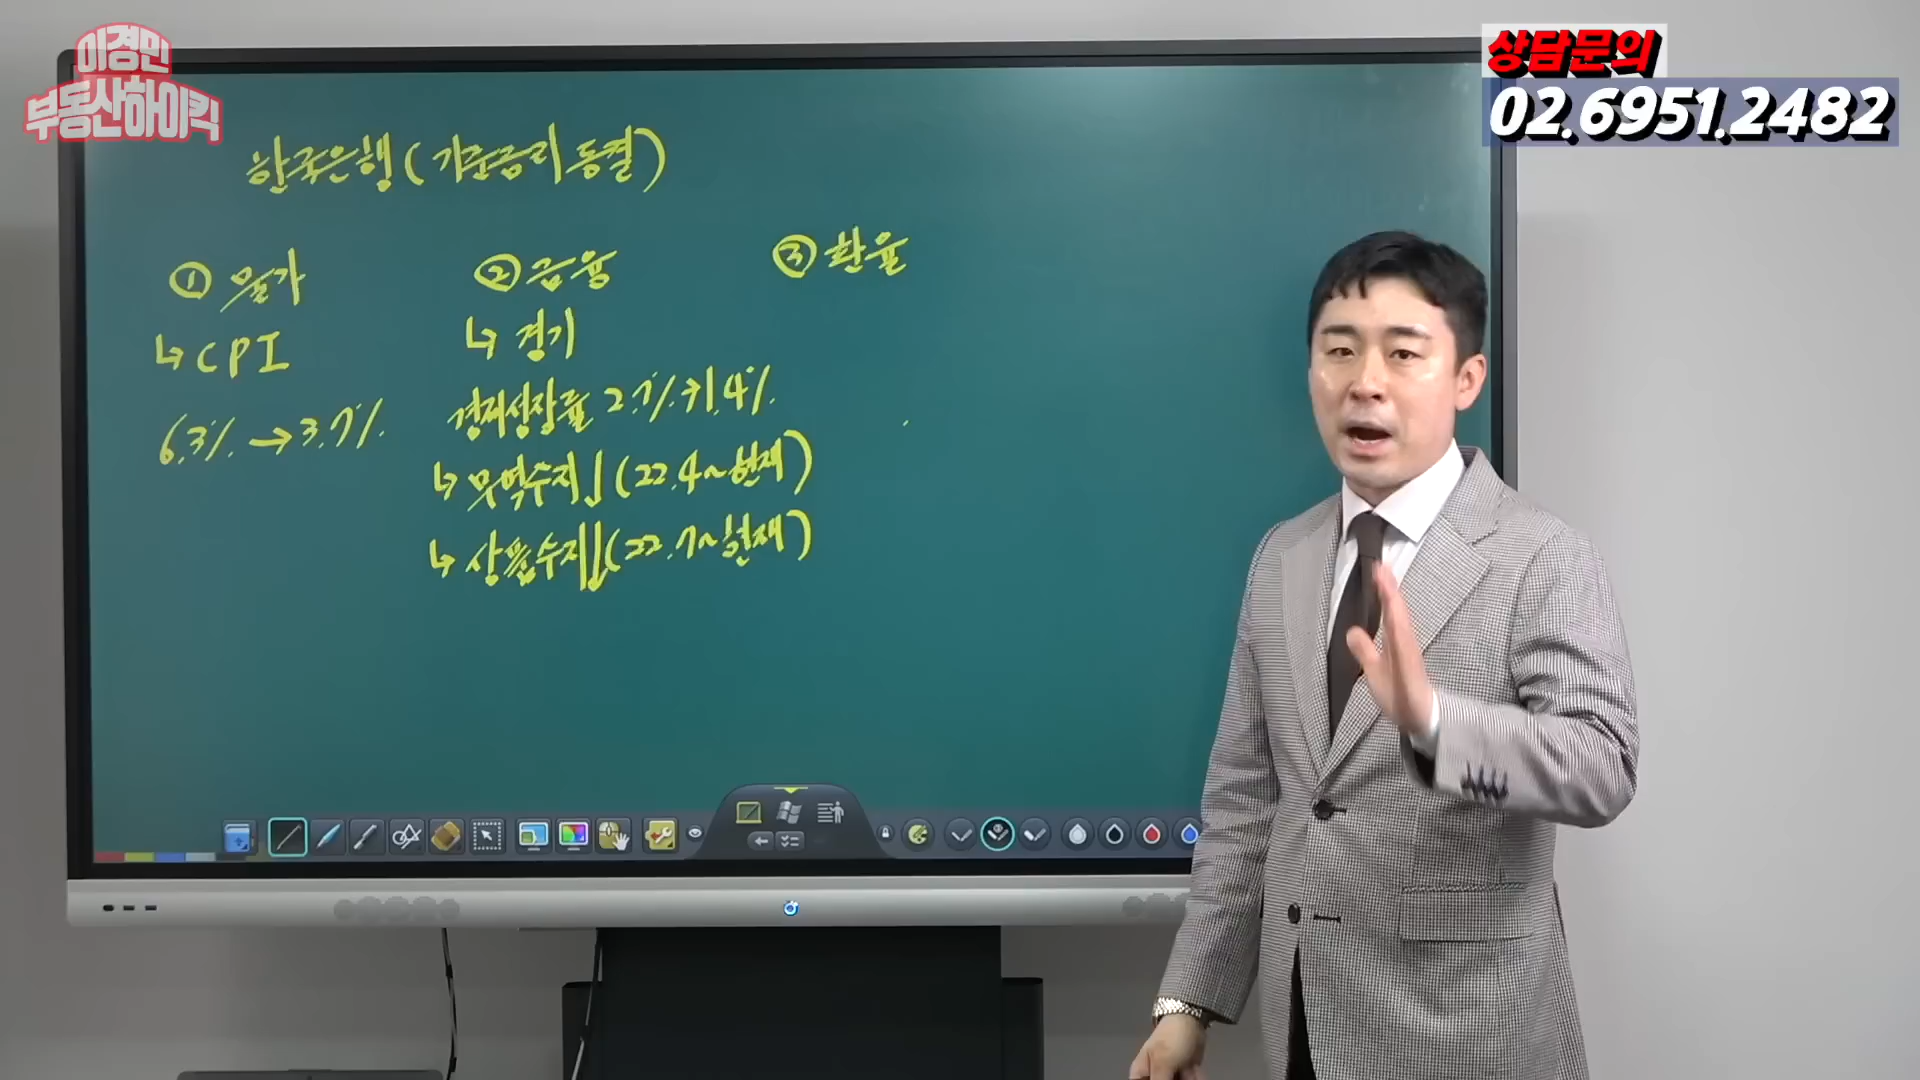 이경민
부동산하이킥
상담문의
02.6951.2482
한국은행 (기준금리 동결)
① 물가
② 금융
③ 환율
↳ CPI
↳ 경기
6.3% → 3.7%
경제성장률 2.7% → 1.4%
↳ 무역수지↓ (22.4~현재)
↳ 상품수지↓ (22.7~현재)